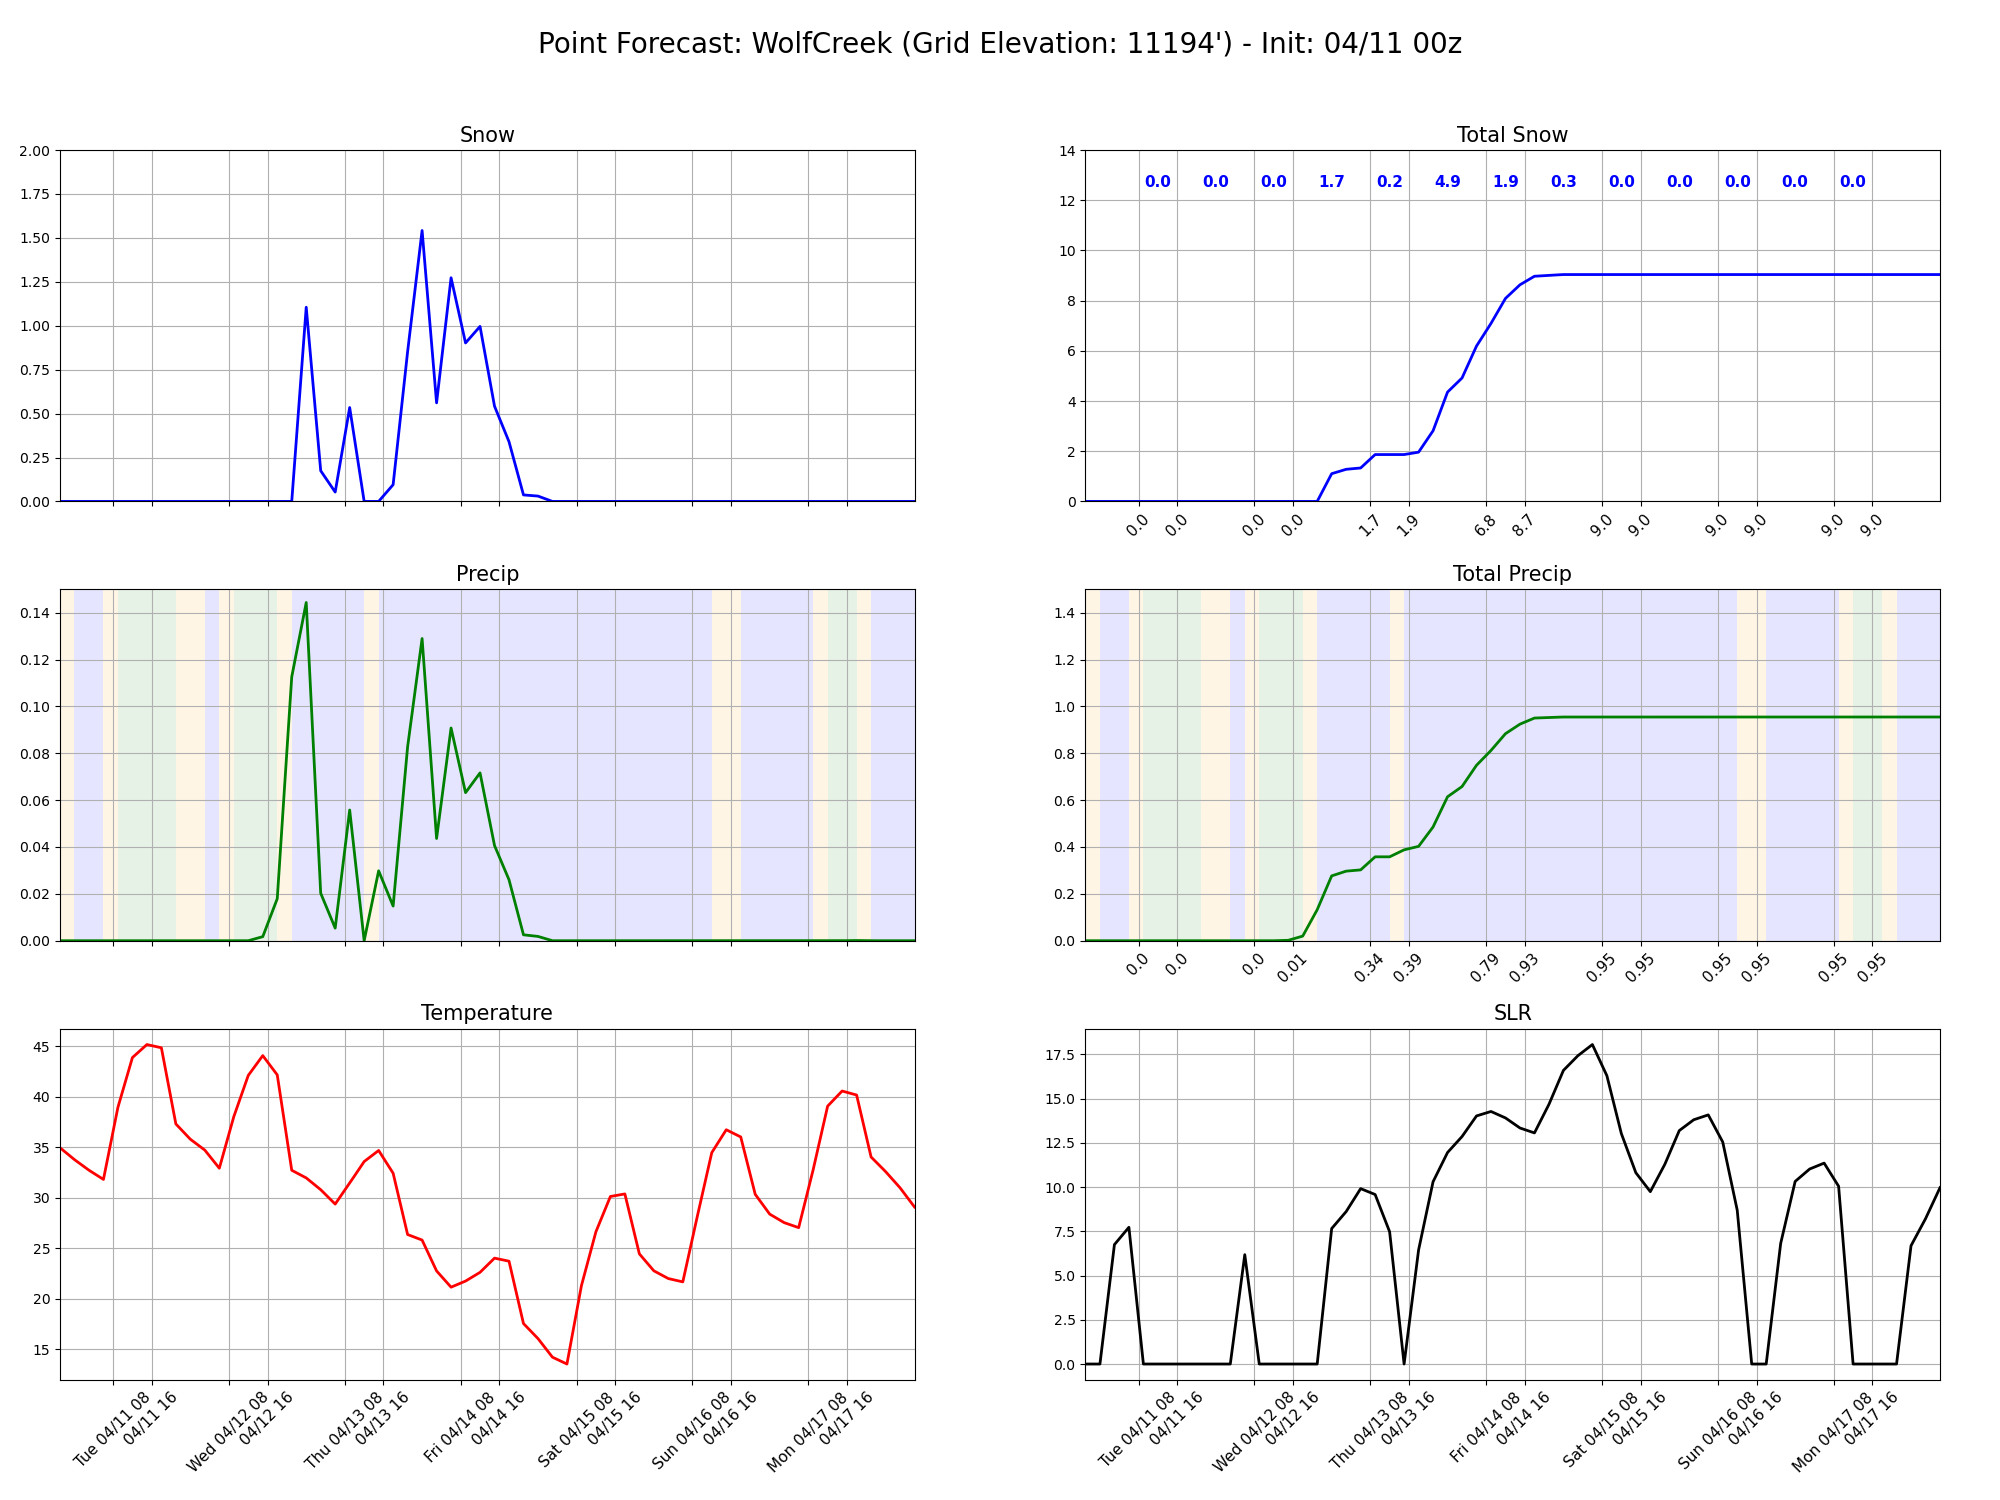 Point Forecast: WolfCreek (Grid Elevation: 11194') - Init: 04/11 00z
Snow
2.00
1.75
1.50
1.25
1.00
0.75
0.50
0.25
0.00
Total Snow
14
12
10
8
6
4
2
0
0.0 0.0 0.0 1.7 0.2 4.9 1.9 0.3 0.0 0.0 0.0 0.0 0.0
0.0 0.0 0.0 0.0 1.7 1.9 6.8 8.7 9.0 9.0 9.0 9.0 9.0 9.0
Precip
0.14
0.12
0.10
0.08
0.06
0.04
0.02
0.00
Total Precip
1.4
1.2
1.0
0.8
0.6
0.4
0.2
0.0
0.0 0.0 0.0 0.01 0.34 0.39 0.79 0.93 0.95 0.95 0.95 0.95 0.95 0.95
Temperature
45
40
35
30
25
20
15
Tue 04/11 08
04/11 16
Wed 04/12 08
04/12 16
Thu 04/13 08
04/13 16
Fri 04/14 08
04/14 16
Sat 04/15 08
04/15 16
Sun 04/16 08
04/16 16
Mon 04/17 08
04/17 16
SLR
17.5
15.0
12.5
10.0
7.5
5.0
2.5
0.0
Tue 04/11 08
04/11 16
Wed 04/12 08
04/12 16
Thu 04/13 08
04/13 16
Fri 04/14 08
04/14 16
Sat 04/15 08
04/15 16
Sun 04/16 08
04/16 16
Mon 04/17 08
04/17 16